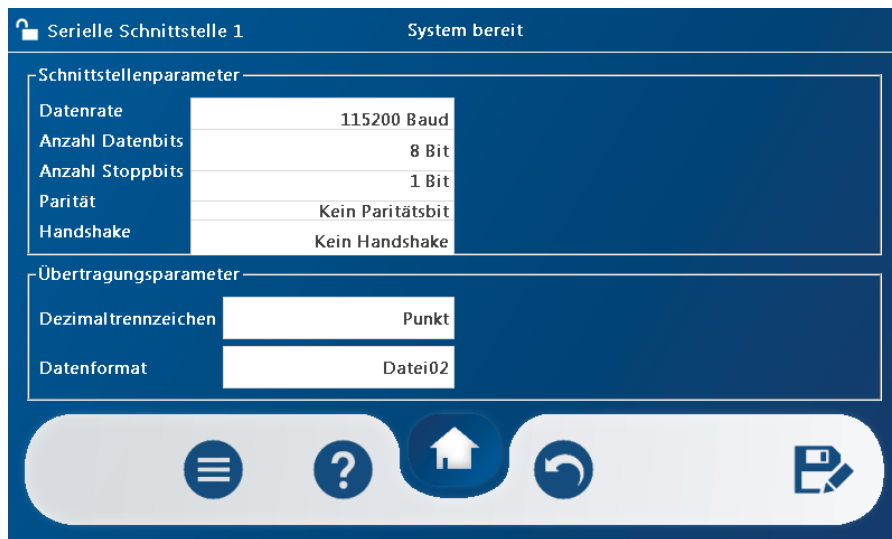 Serielle Schnittstelle 1 System bereit
Schnittstellenparameter
Datenrate 115200 Baud
Anzahl Datenbits 8 Bit
Anzahl Stoppbits 1 Bit
Parität Kein Paritätsbit
Handshake Kein Handshake
Übertragungsparameter
Dezimaltrennzeichen Punkt
Datenformat Datei02
?